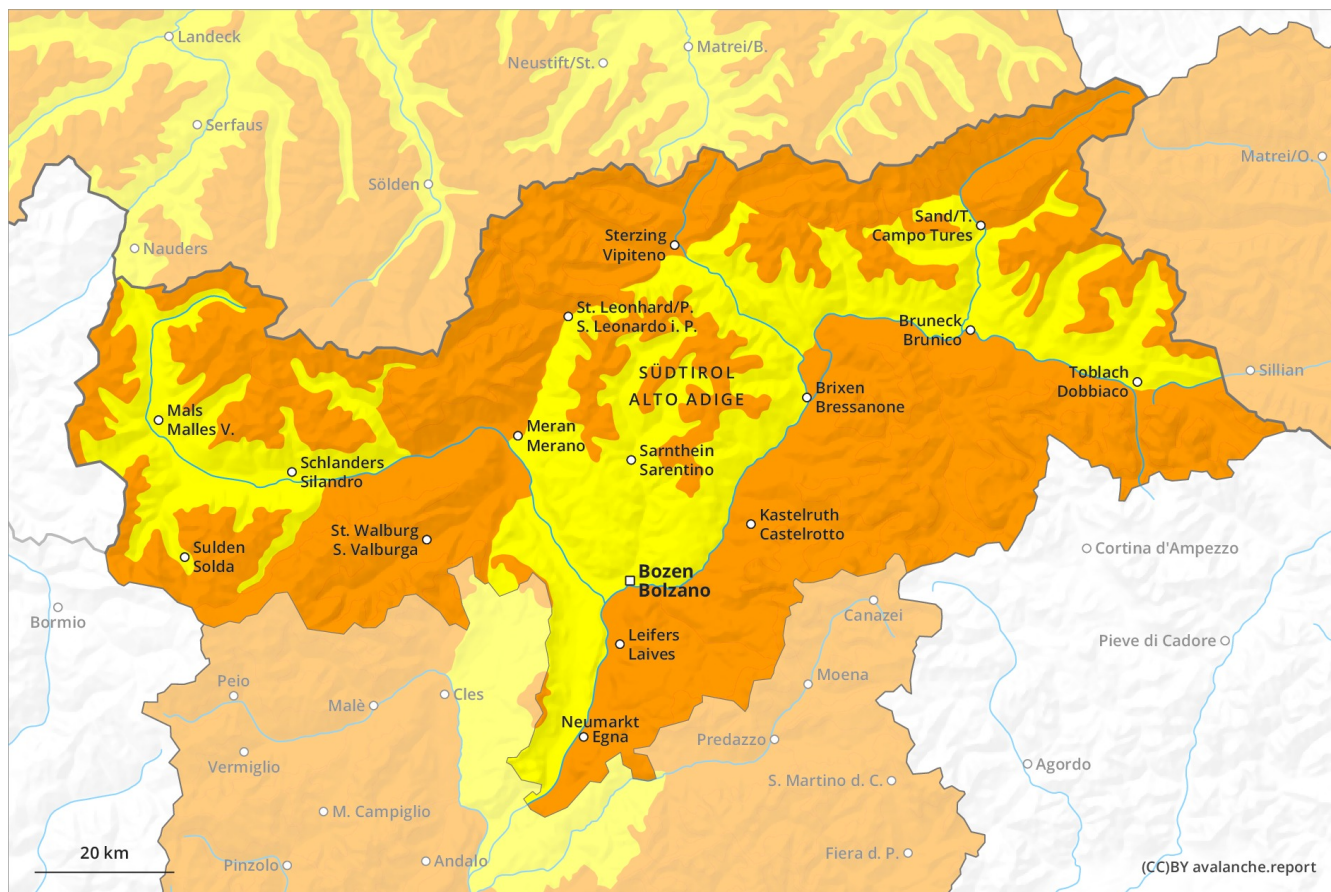 Landeck
Matrei/B.
Neustift/St.
Serfaus
Matrei/O.
Sölden
Sand/T.
Campo Tures
Nauders
Sterzing
Vipiteno
St. Leonhard/P.
S. Leonardo i. P.
Bruneck
Brunico
SÜDTIROL
ALTO ADIGE
Toblach
Dobbiaco
Sillian
Brixen
Bressanone
Mals
Malles V.
Meran
Merano
Sarnthein
Sarentino
Schlanders
Silandro
Kastelruth
Castelrotto
St. Walburg
S. Valburga
Sulden
Solda
Cortina d'Ampezzo
Bozen
Bolzano
Bormio
Canazei
Leifers
Laives
Pieve di Cadore
Peio
Moena
Malè
Cles
Neumarkt
Egna
Predazzo
Vermiglio
Agordo
S. Martino d. C.
M. Campiglio
20 km
Pinzolo
Andalo
Fiera d. P.
(CC)BY avalanche.report